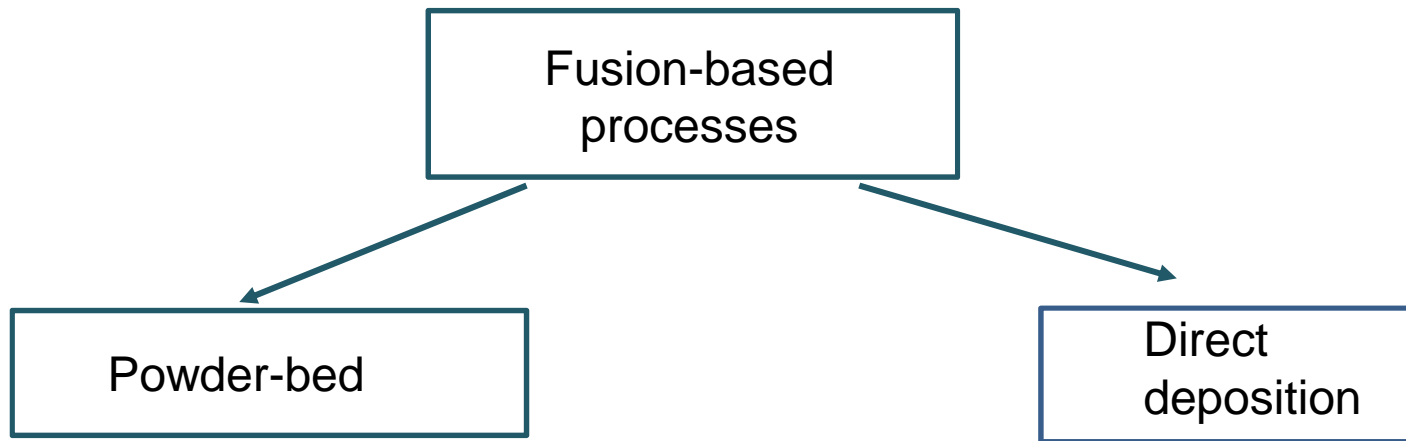 Fusion-based
processes
Powder-bed
Direct
deposition